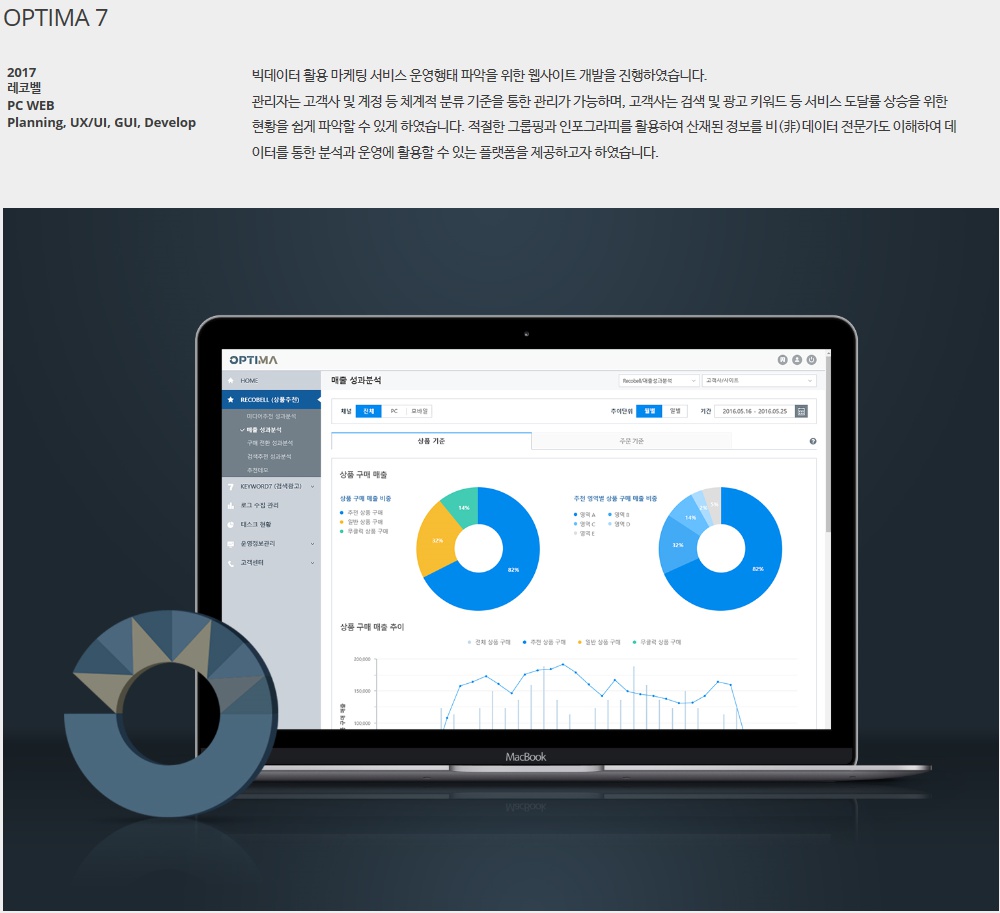 OPTIMA 7
2017
레코벨
PC WEB
Planning, UX/UI, GUI, Develop
빅데이터 활용 마케팅 서비스 운영행태 파악을 위한 웹사이트 개발을 진행하였습니다.
관리자는 고객사 및 계정 등 체계적 분류 기준을 통한 관리가 가능하며, 고객사는 검색 및 광고 키워드 등 서비스 도달률 상승을 위한
현황을 쉽게 파악할 수 있게 하였습니다. 적절한 그룹핑과 인포그라피를 활용하여 산재된 정보를 비(非)데이터 전문가도 이해하여 데
이터를 통한 분석과 운영에 활용할 수 있는 플랫폼을 제공하고자 하였습니다.
OPTIMA
HOME
RECOBELL (상품추천)
미디어추천 성과분석
매출 성과분석
구매 전환 성과분석
검색추천 성과분석
추천데모
KEYWORD7 (검색광고)
로그 수집 관리
태스크 현황
운영정보관리
고객센터
매출 성과분석
Recobell/매출성과분석
고객사/사이트
채널 전체 PC 모바일
추이단위 월별 일별 기간 2016.05.16 - 2016.05.25
상품 기준
주문 기준
상품 구매 매출
상품 구매 매출 비중
추천 상품 구매
일반 상품 구매
무클릭 상품 구매
14%
32%
82%
추천 영역별 상품 구매 매출 비중
영역 A 영역 B
영역 C 영역 D
영역 E
14%
32%
82%
상품 구매 매출 추이
전체 상품 구매 추천 상품 구매 일반 상품 구매 무클릭 상품 구매
200,000
150,000
100,000
구매 매출
MacBook